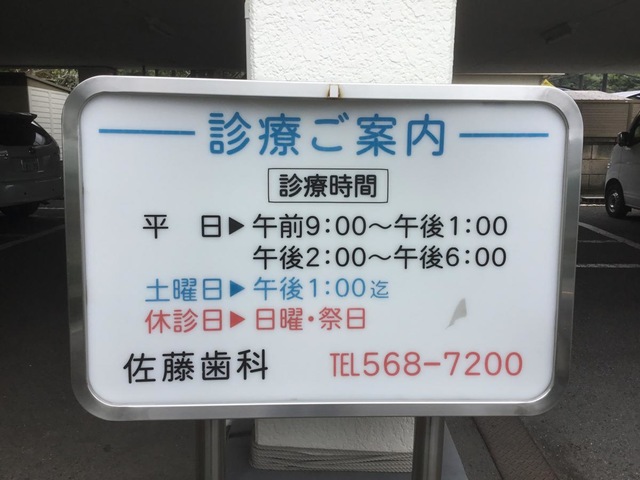 診療ご案内
診療時間
平 日▶午前9:00〜午後1:00
午後2:00〜午後6:00
土曜日▶午後1:00迄
休診日▶日曜・祭日
佐藤歯科 TEL568-7200